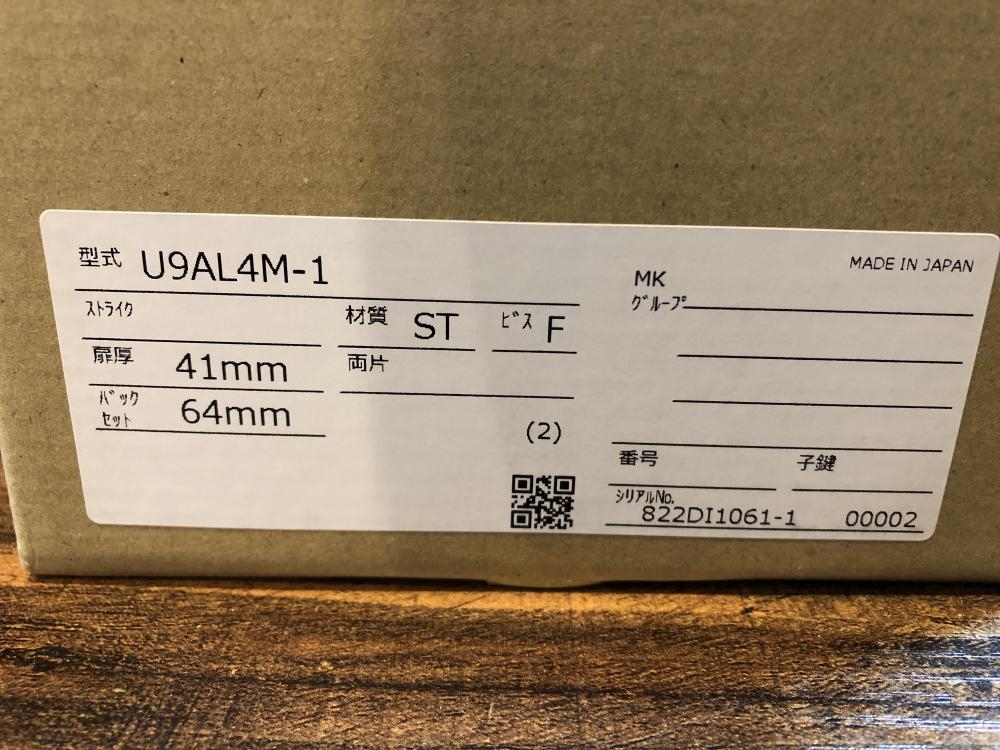 型式 U9AL4M-1
MADE IN JAPAN
MK
ｸﾞﾙｰﾌﾟ
ｽﾄﾗｲｸ
材質 ST ﾋﾞｽ F
扉厚 41mm
両片
ﾊﾞｯｸ
ｾｯﾄ 64mm
(2)
番号 子鍵
ｼﾘｱﾙNo.
822DI1061-1 00002